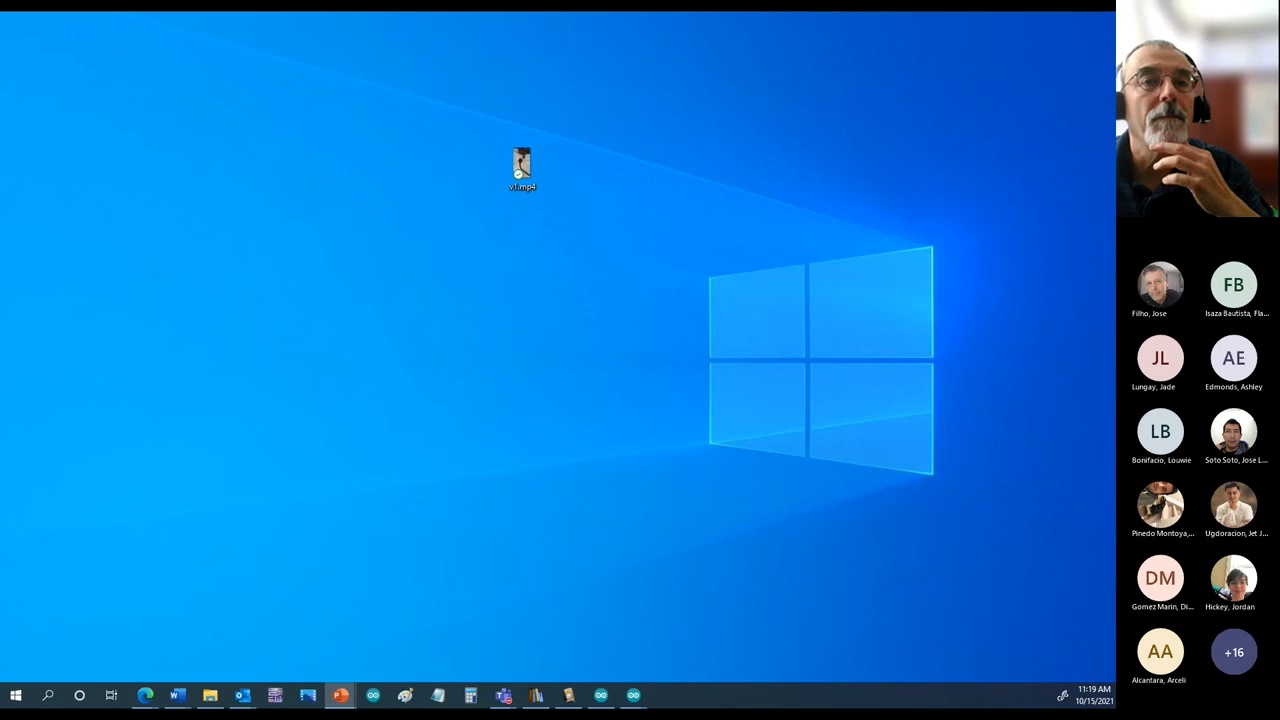 v1.mp4
Filho, Jose
FB
Isaza Bautista, Fla...
JL
Lungay, Jade
AE
Edmonds, Ashley
LB
Bonifacio, Louwie
Soto Soto, Jose L...
Pinedo Montoya,...
Ugdoracion, Jet J...
DM
Gomez Marin, Di...
Hickey, Jordan
AA
Alcantara, Arceli
+16
11:19 AM
10/15/2021